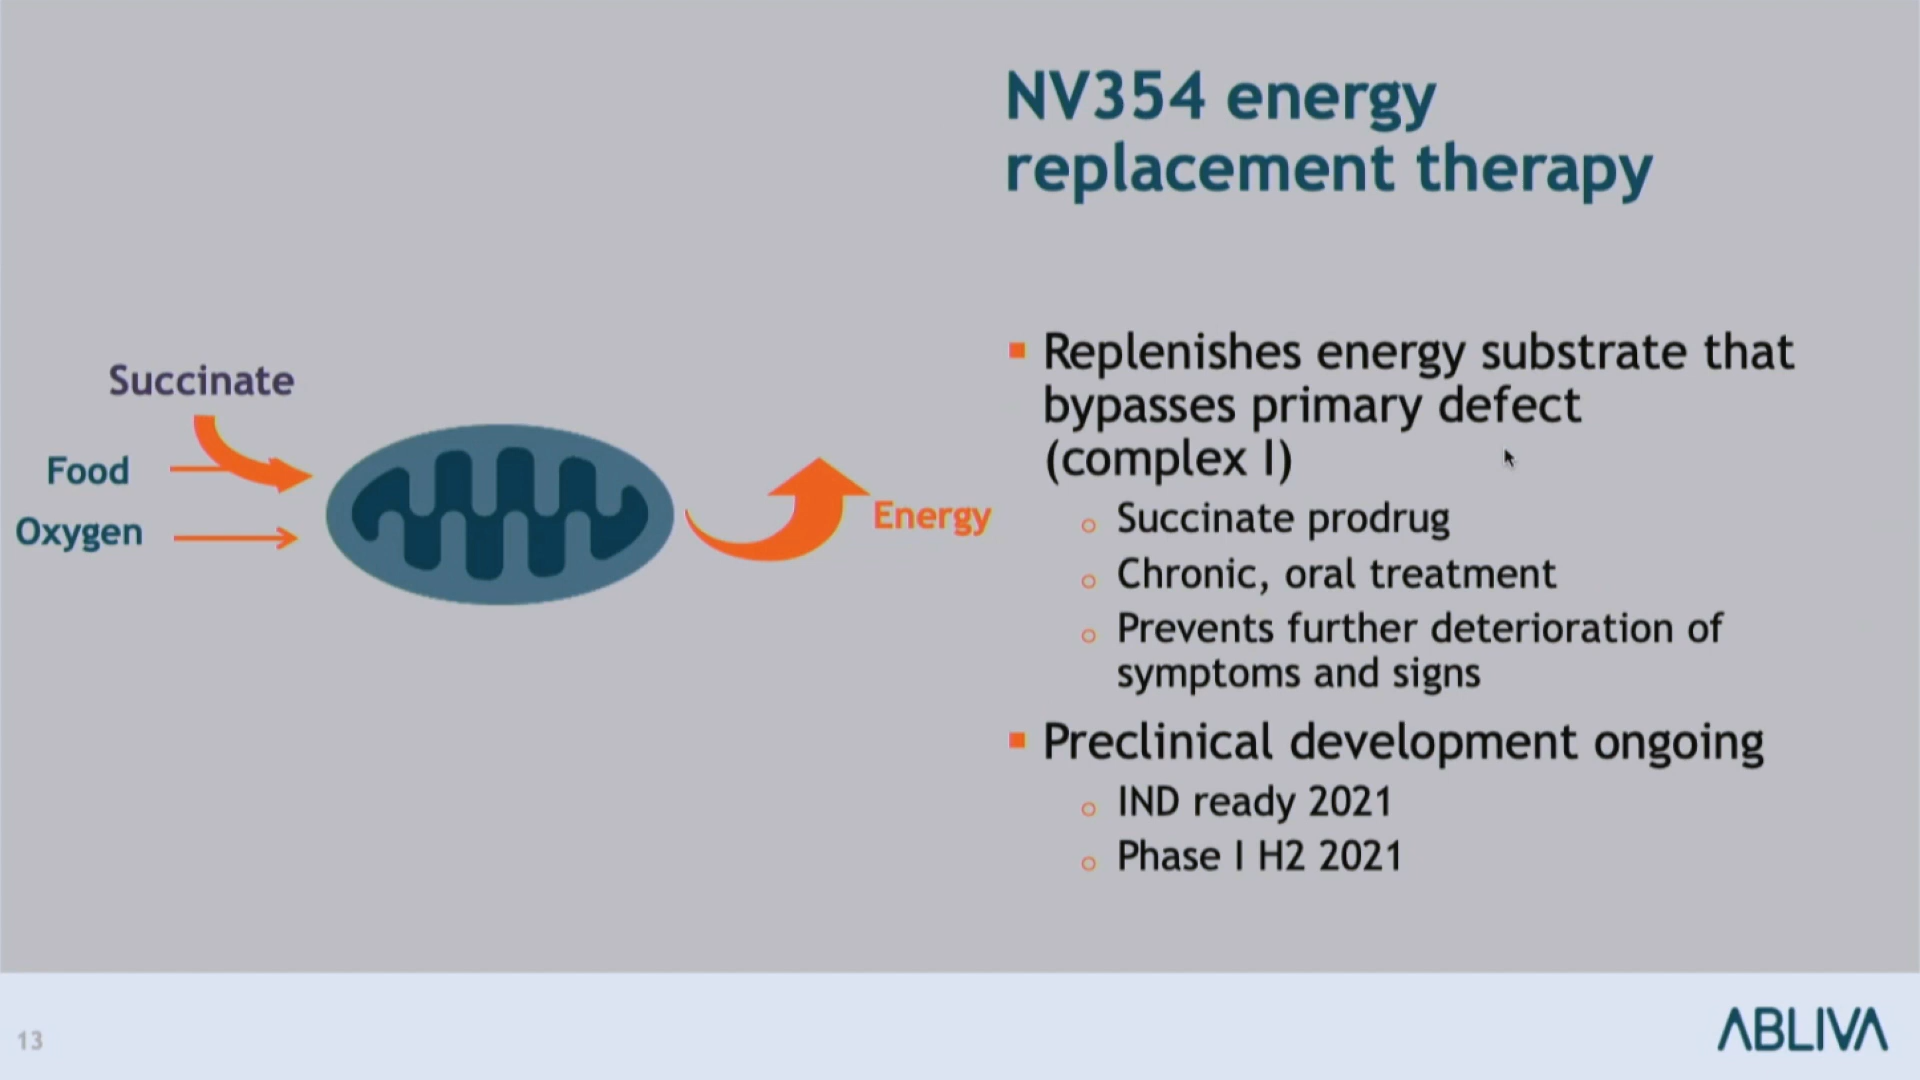 NV354 energy
replacement therapy
Succinate
Food
Oxygen
Energy
Replenishes energy substrate that
bypasses primary defect
(complex I)
Succinate prodrug
Chronic, oral treatment
Prevents further deterioration of
symptoms and signs
Preclinical development ongoing
IND ready 2021
Phase I H2 2021
13
ABLIVA